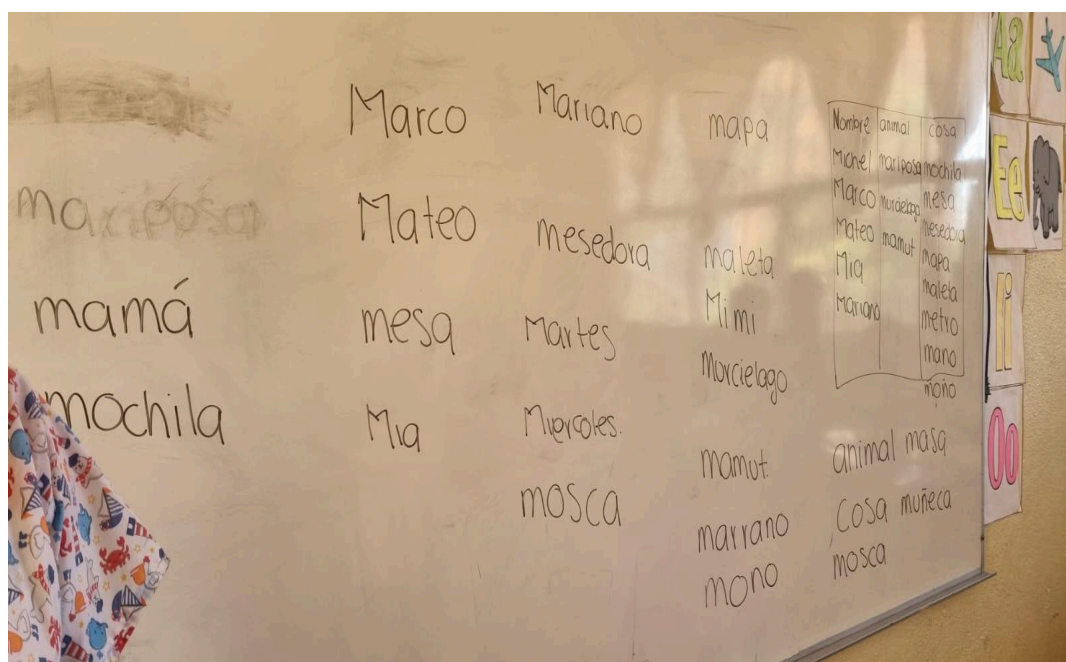 mariposa
mamá
mochila
Marco
Mateo
mesa
Mia
Mariano
mesedora
Martes
Miercoles.
mosca
mapa
maleta
Mimi
Murcielago
mamut.
marrano
mono
Nombre animal cosa
Michel mariposa mochila
Marco murcielago mesa
Mateo mamut mesedora
Mia mapa
Mariano maleta
metro
mano
moño
animal masa
cosa muñeca
mosca
Aa
Ee
Ii
Oo